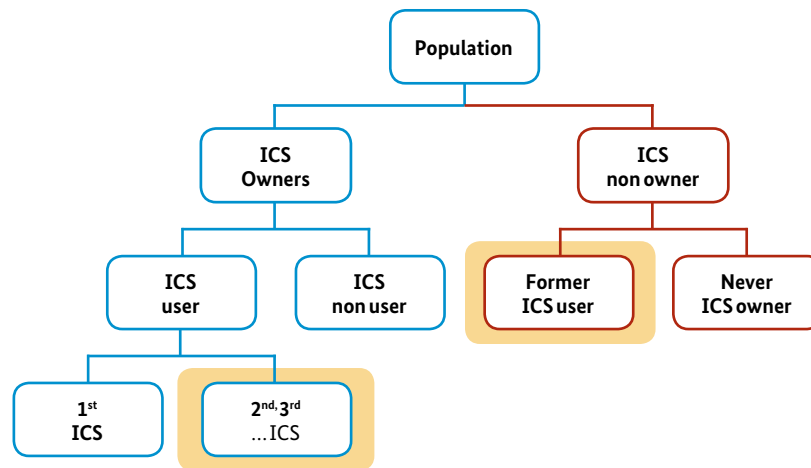 Population
ICS
Owners
ICS
non owner
ICS
user
ICS
non user
Former
ICS user
Never
ICS owner
1st
ICS
2nd, 3rd
...ICS